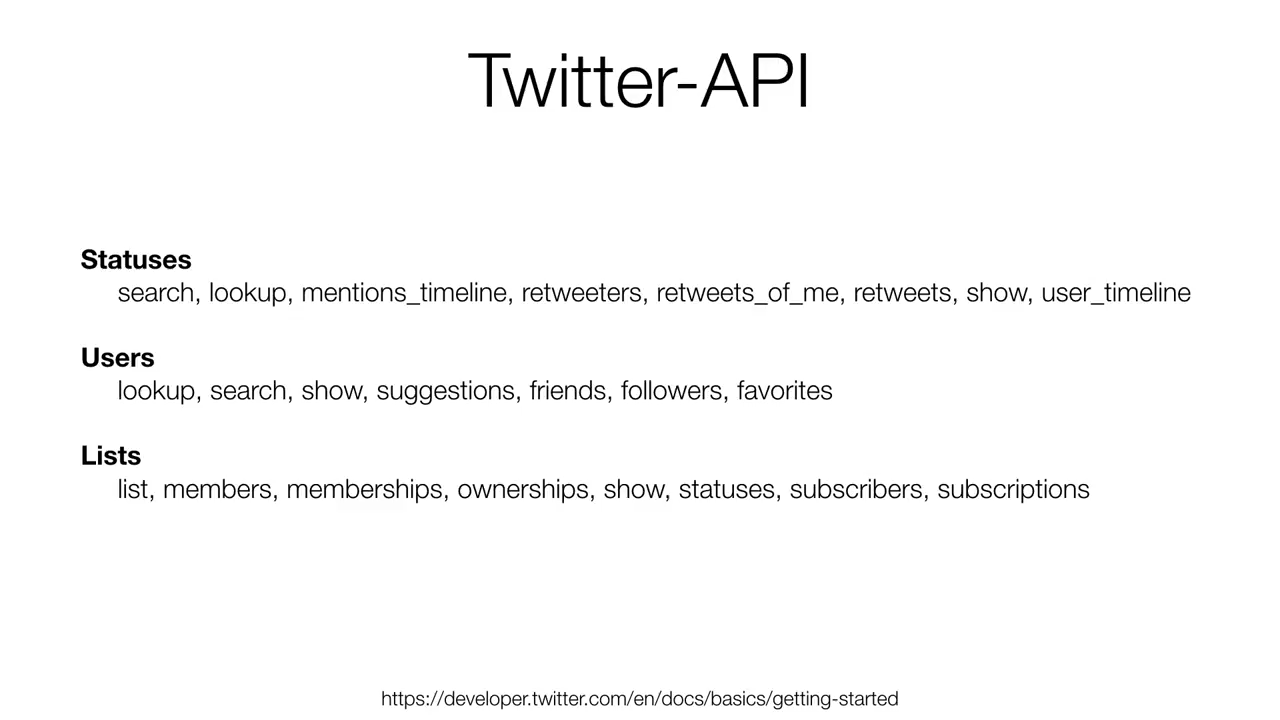 Twitter-API
Statuses
search, lookup, mentions_timeline, retweeters, retweets_of_me, retweets, show, user_timeline
Users
lookup, search, show, suggestions, friends, followers, favorites
Lists
list, members, memberships, ownerships, show, statuses, subscribers, subscriptions
https://developer.twitter.com/en/docs/basics/getting-started